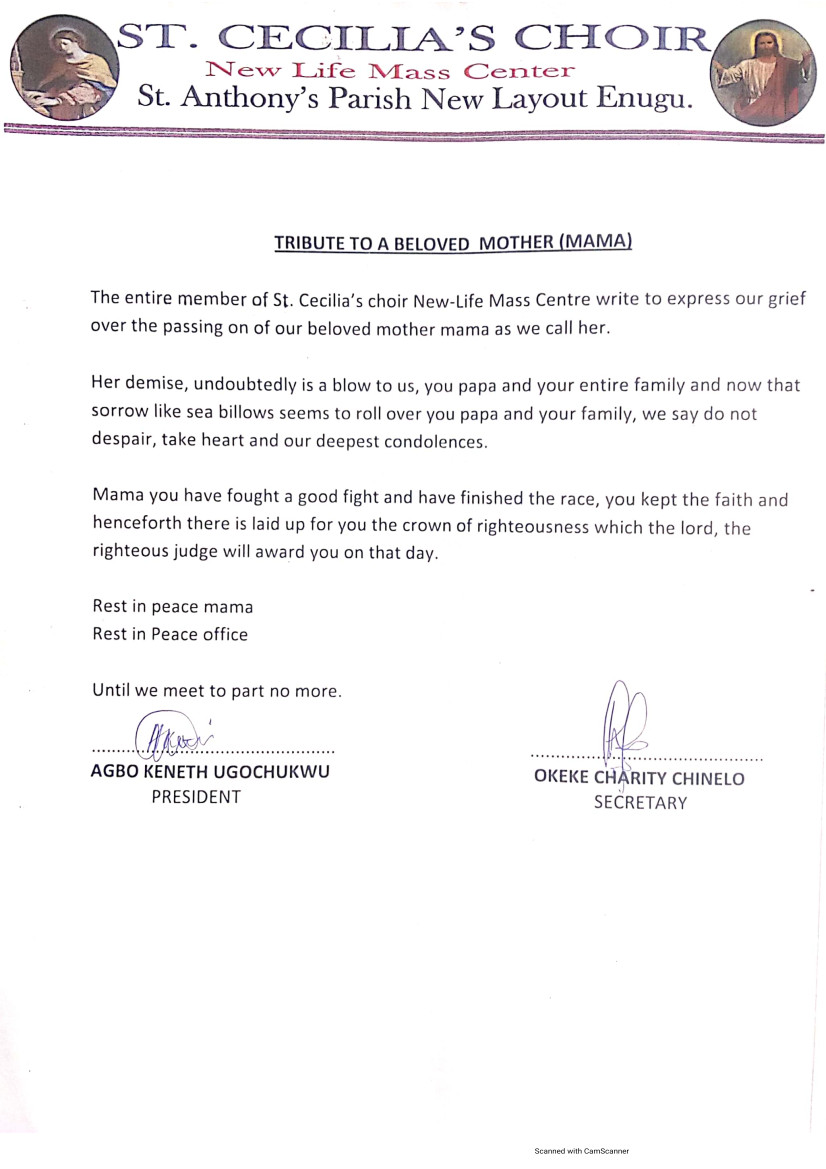 ST. CECILIA'S CHOIR
New Life Mass Center
St. Anthony's Parish New Layout Enugu.
TRIBUTE TO A BELOVED MOTHER (MAMA)
The entire member of St. Cecilia's choir New-Life Mass Centre write to express our grief
over the passing on of our beloved mother mama as we call her.
Her demise, undoubtedly is a blow to us, you papa and your entire family and now that
sorrow like sea billows seems to roll over you papa and your family, we say do not
despair, take heart and our deepest condolences.
Mama you have fought a good fight and have finished the race, you kept the faith and
henceforth there is laid up for you the crown of righteousness which the lord, the
righteous judge will award you on that day.
Rest in peace mama
Rest in Peace office
Until we meet to part no more.
AGBO KENETH UGOCHUKWU
PRESIDENT
OKEKE CHARITY CHINELO
SECRETARY
Scanned with CamScanner